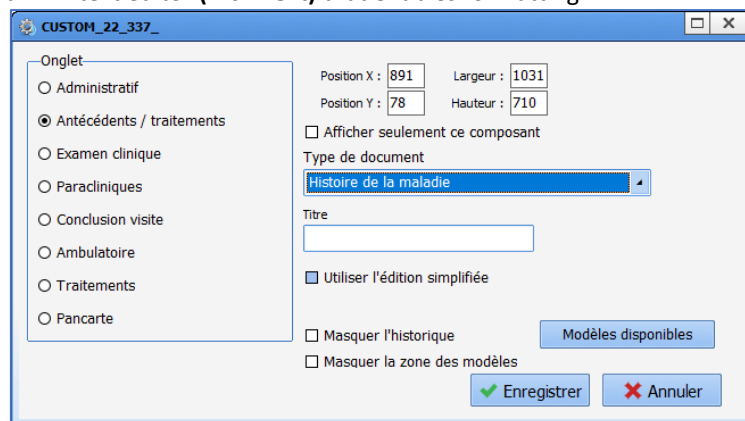 CUSTOM_22_337_
Onglet
Administratif
Antécédents / traitements
Examen clinique
Paracliniques
Conclusion visite
Ambulatoire
Traitements
Pancarte
Position X : 891 Largeur : 1031
Position Y : 78 Hauteur : 710
Afficher seulement ce composant
Type de document
Histoire de la maladie
Titre
Utiliser l'édition simplifiée
Masquer l'historique
Modèles disponibles
Masquer la zone des modèles
Enregistrer
Annuler